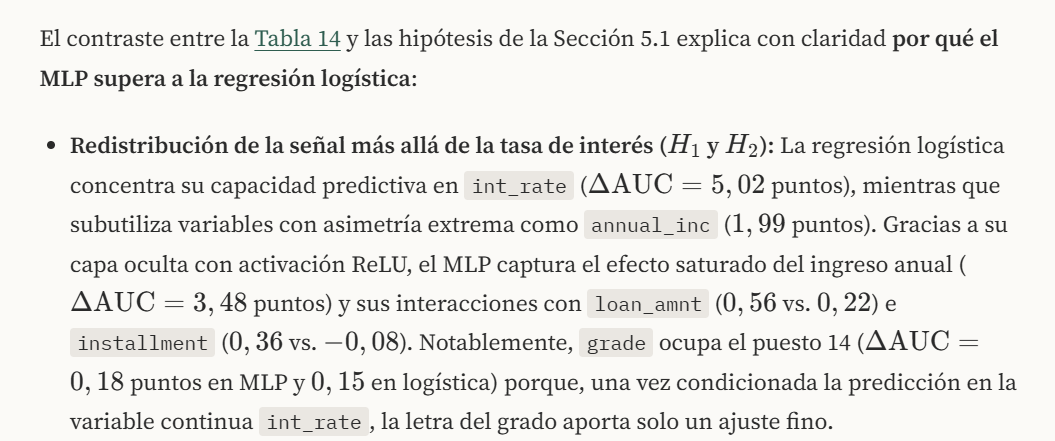 El contraste entre la Tabla 14 y las hipótesis de la Sección 5.1 explica con claridad por qué el
MLP supera a la regresión logística:
• Redistribución de la señal más allá de la tasa de interés (H₁ y H₂): La regresión logística
concentra su capacidad predictiva en int_rate (ΔAUC = 5, 02 puntos), mientras que
subutiliza variables con asimetría extrema como annual_inc (1, 99 puntos). Gracias a su
capa oculta con activación ReLU, el MLP captura el efecto saturado del ingreso anual (
ΔAUC = 3, 48 puntos) y sus interacciones con loan_amnt (0, 56 vs. 0, 22) e
installment (0, 36 vs. −0, 08). Notablemente, grade ocupa el puesto 14 (ΔAUC =
0, 18 puntos en MLP y 0, 15 en logística) porque, una vez condicionada la predicción en la
variable continua int_rate, la letra del grado aporta solo un ajuste fino.